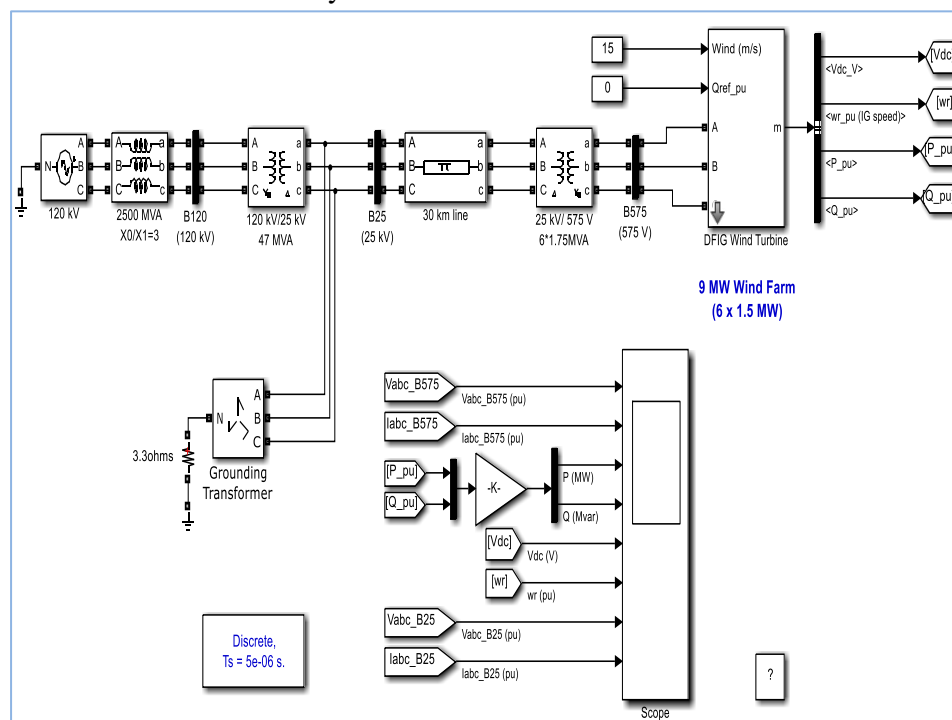 15
Wind (m/s)
[Vdc
<Vdc_V>
0
Qref_pu
[wr]
<wr_pu (IG speed)>
A
m
[P_pu
<P_pu>
B
[Q_pu
<Q_pu>
DFIG Wind Turbine
N
A
B
C
120 kV
A
B
C
a
b
c
2500 MVA
X0/X1=3
B120
(120 kV)
A
B
C
a
b
c
120 kV/25 kV
47 MVA
A
B
C
a
b
c
B25
(25 kV)
A
B
C
a
b
c
30 km line
A
B
C
a
b
c
25 kV/ 575 V
6*1.75MVA
B575
(575 V)
9 MW Wind Farm
(6 x 1.5 MW)
N
A
B
C
3.3ohms
Grounding
Transformer
Vabc_B575
Vabc_B575 (pu)
Iabc_B575
Iabc_B575 (pu)
[P_pu]
[Q_pu]
-K-
P (MW)
Q (Mvar)
[Vdc]
Vdc (V)
[wr]
wr (pu)
Vabc_B25
Vabc_B25 (pu)
Iabc_B25
Iabc_B25 (pu)
Scope
Discrete,
Ts = 5e-06 s.
?